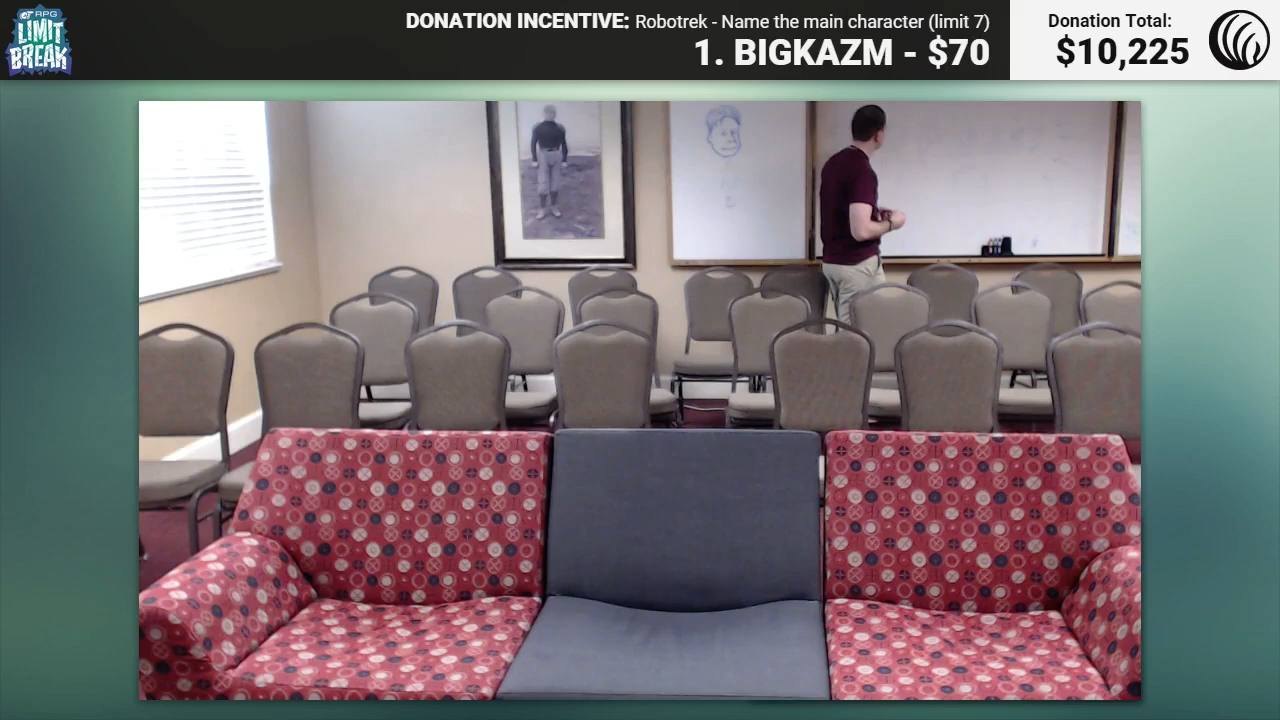 RPG
LIMIT
BREAK
DONATION INCENTIVE: Robotrek - Name the main character (limit 7)
1. BIGKAZM - $70
Donation Total:
$10,225